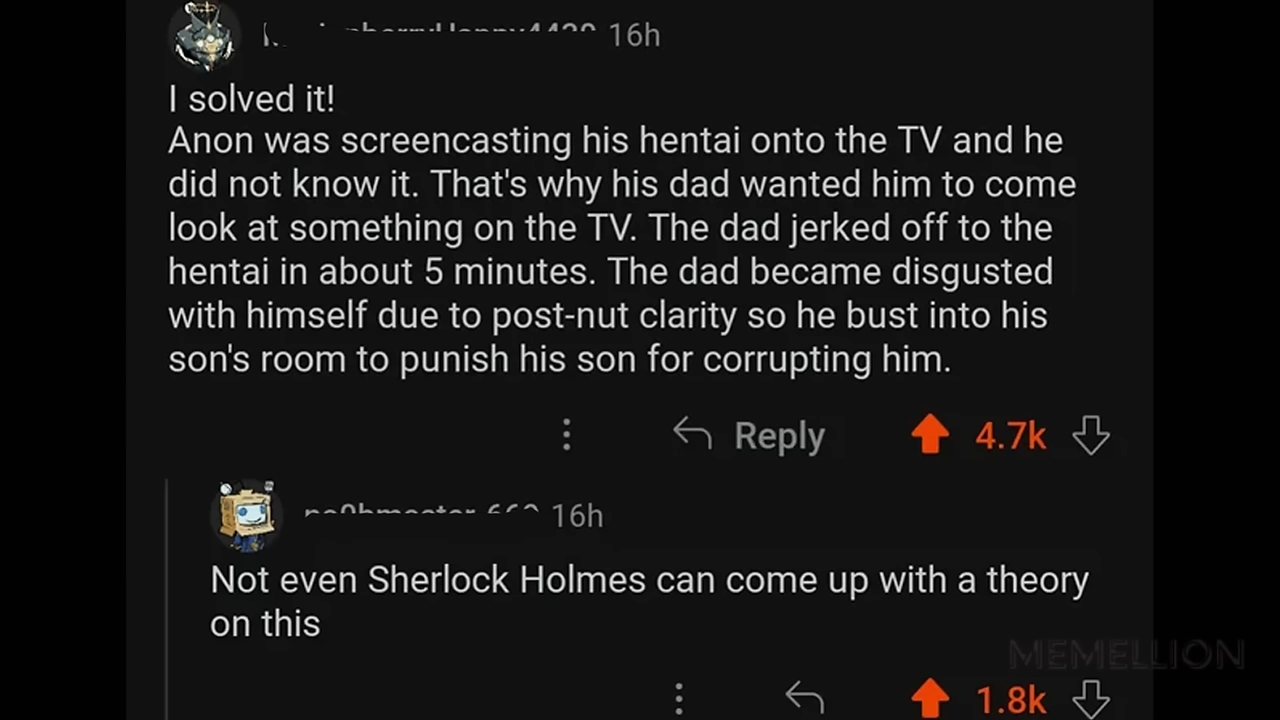 16h
I solved it!
Anon was screencasting his hentai onto the TV and he
did not know it. That's why his dad wanted him to come
look at something on the TV. The dad jerked off to the
hentai in about 5 minutes. The dad became disgusted
with himself due to post-nut clarity so he bust into his
son's room to punish his son for corrupting him.
Reply 4.7k
16h
Not even Sherlock Holmes can come up with a theory
on this
MEMELLION
1.8k